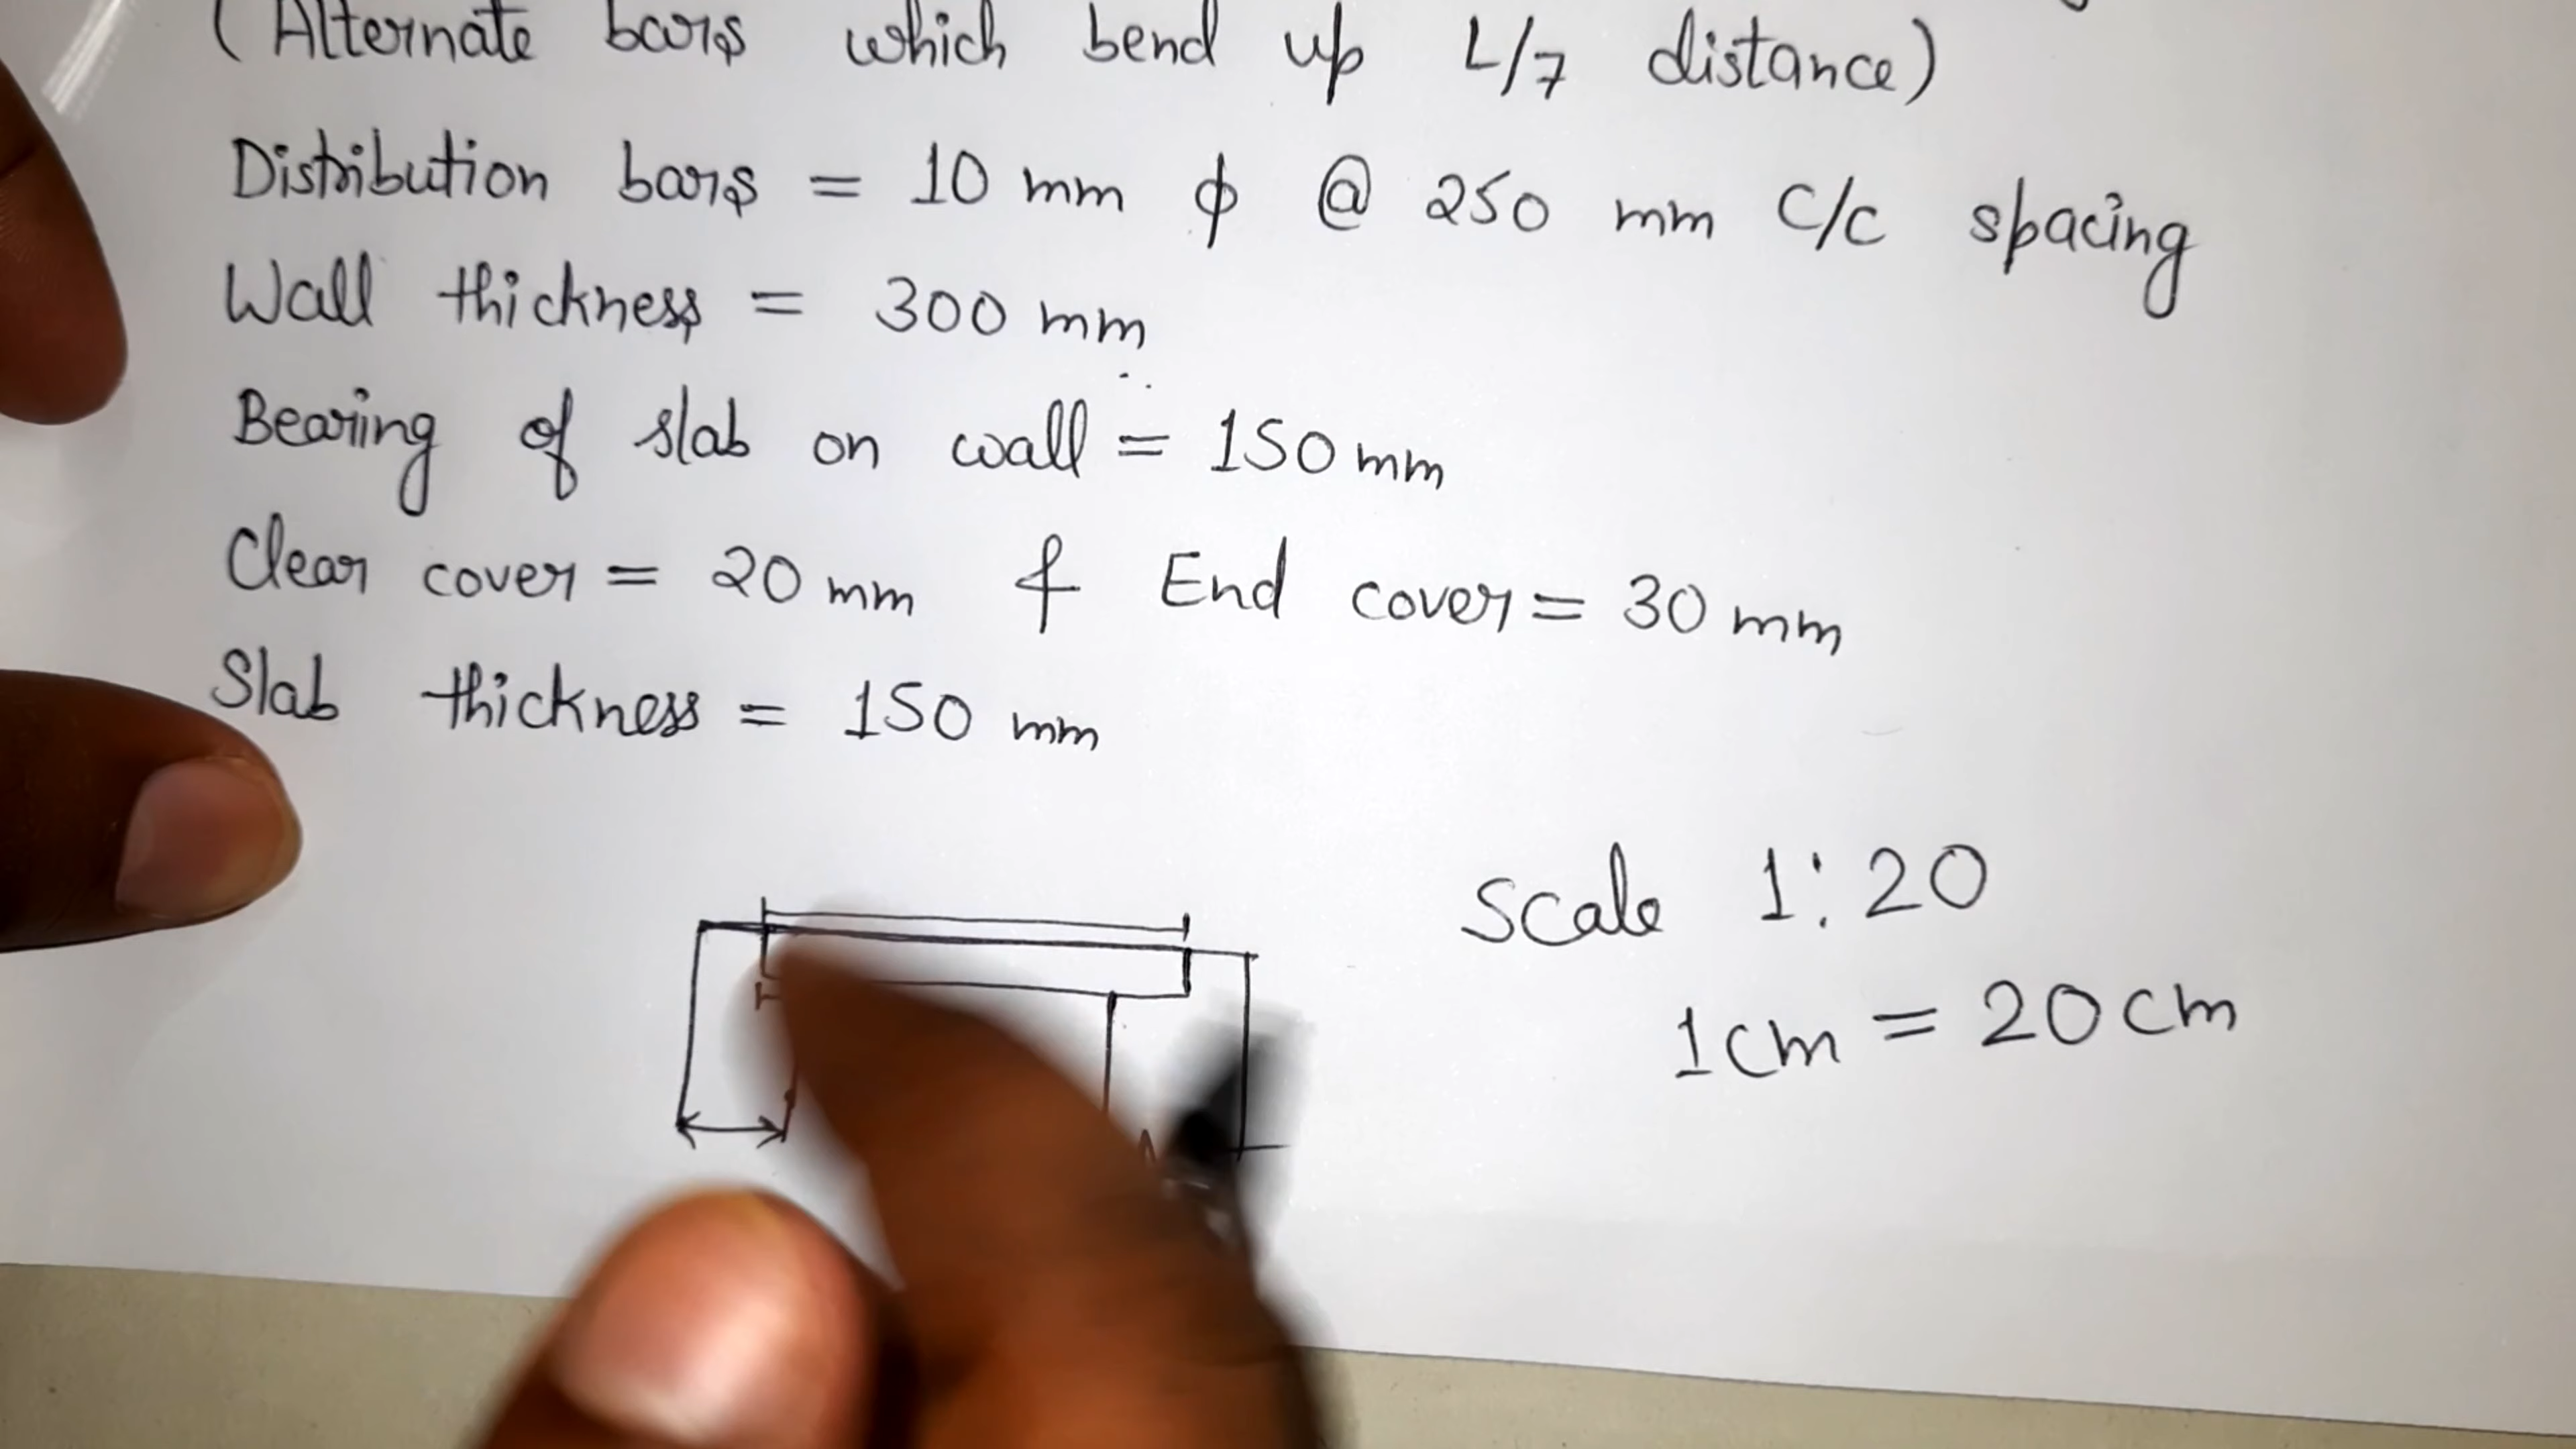 (Alternate bars which bend up L/7 distance)
Distribution bars = 10 mm ϕ @ 250 mm C/C spacing
Wall thickness = 300 mm
Bearing of slab on wall = 150 mm
Clear cover = 20 mm & End cover = 30 mm
Slab thickness = 150 mm
Scale 1:20
1cm = 20cm